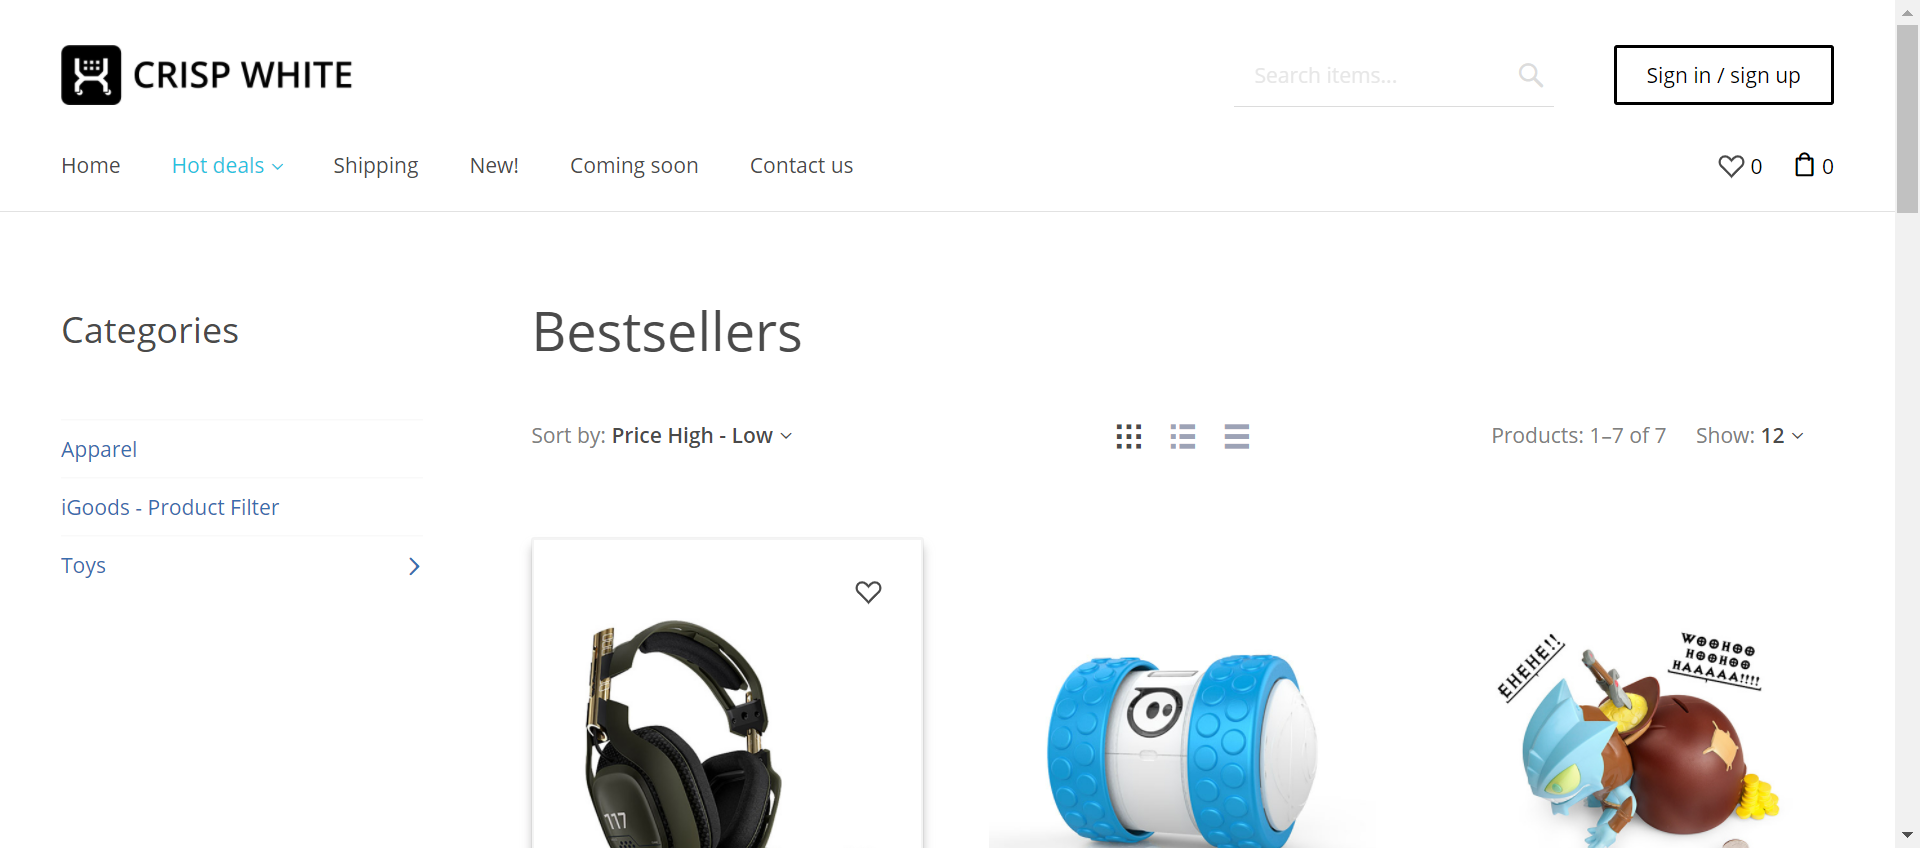 CRISP WHITE
Search items...
Sign in / sign up
Home
Hot deals
Shipping
New!
Coming soon
Contact us
0
0
Categories
Bestsellers
Sort by: Price High - Low
Products: 1–7 of 7
Show: 12
Apparel
iGoods - Product Filter
Toys
117
EHEHE!!
WOOHOO
HOOHOO
HAAAAA!!!!